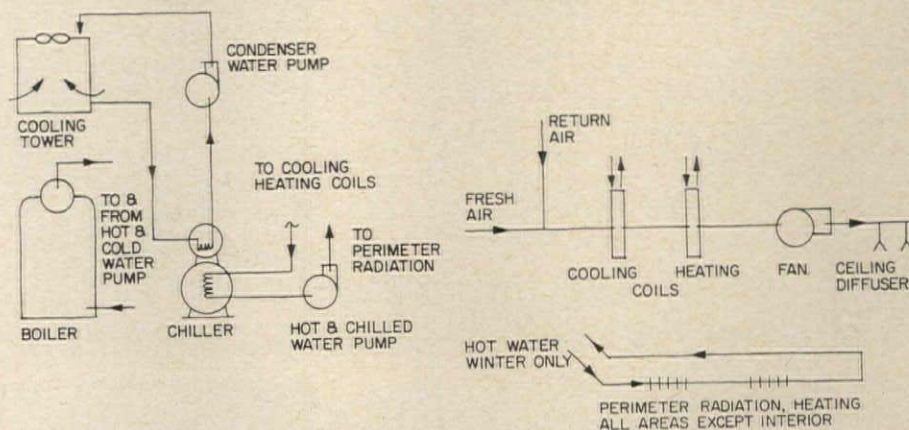 CONDENSER
WATER PUMP
COOLING
TOWER
TO COOLING
HEATING COILS
TO & 
FROM
HOT &
COLD
WATER
PUMP
TO
PERIMETER
RADIATION
BOILER
CHILLER
HOT & CHILLED
WATER PUMP
RETURN
AIR
FRESH
AIR
COOLING
HEATING
COILS
FAN.
CEILING
DIFFUSER
HOT WATER
WINTER ONLY
PERIMETER RADIATION, HEATING
ALL AREAS EXCEPT INTERIOR